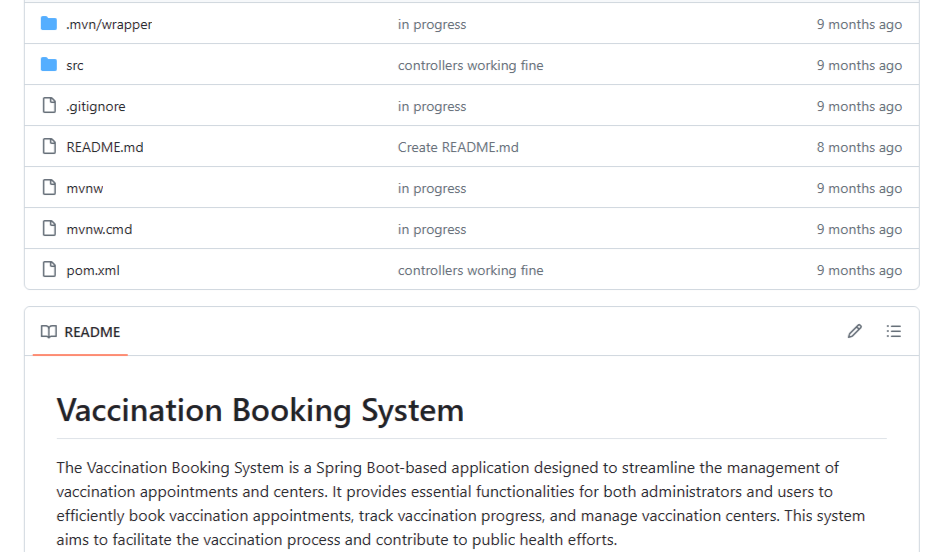 .mvn/wrapper in progress 9 months ago
src controllers working fine 9 months ago
.gitignore in progress 9 months ago
README.md Create README.md 8 months ago
mvnw in progress 9 months ago
mvnw.cmd in progress 9 months ago
pom.xml controllers working fine 9 months ago
README
Vaccination Booking System
The Vaccination Booking System is a Spring Boot-based application designed to streamline the management of
vaccination appointments and centers. It provides essential functionalities for both administrators and users to
efficiently book vaccination appointments, track vaccination progress, and manage vaccination centers. This system
aims to facilitate the vaccination process and contribute to public health efforts.